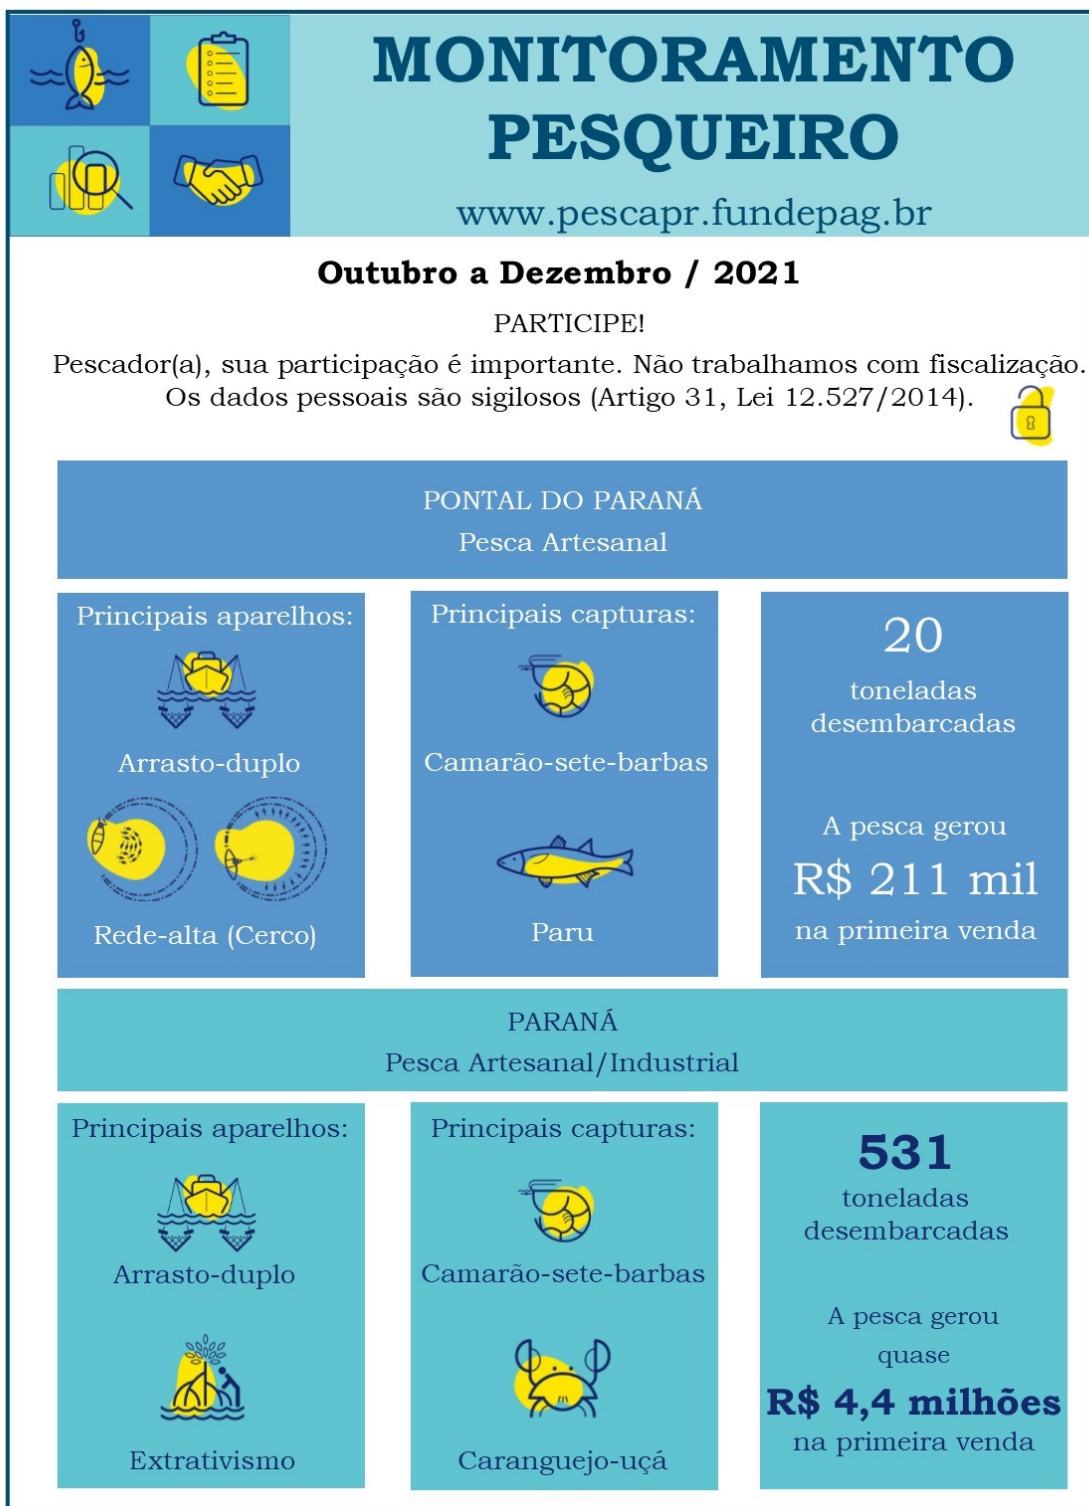 MONITORAMENTO
PESQUEIRO
www.pescapr.fundepag.br
Outubro a Dezembro / 2021
PARTICIPE!
Pescador(a), sua participação é importante. Não trabalhamos com fiscalização.
Os dados pessoais são sigilosos (Artigo 31, Lei 12.527/2014).
PONTAL DO PARANÁ
Pesca Artesanal
Principais aparelhos:
Arrasto-duplo
Rede-alta (Cerco)
Principais capturas:
Camarão-sete-barbas
Paru
20
toneladas
desembarcadas
A pesca gerou
R$ 211 mil
na primeira venda
PARANÁ
Pesca Artesanal/Industrial
Principais aparelhos:
Arrasto-duplo
Extrativismo
Principais capturas:
Camarão-sete-barbas
Caranguejo-uçá
531
toneladas
desembarcadas
A pesca gerou
quase
R$ 4,4 milhões
na primeira venda